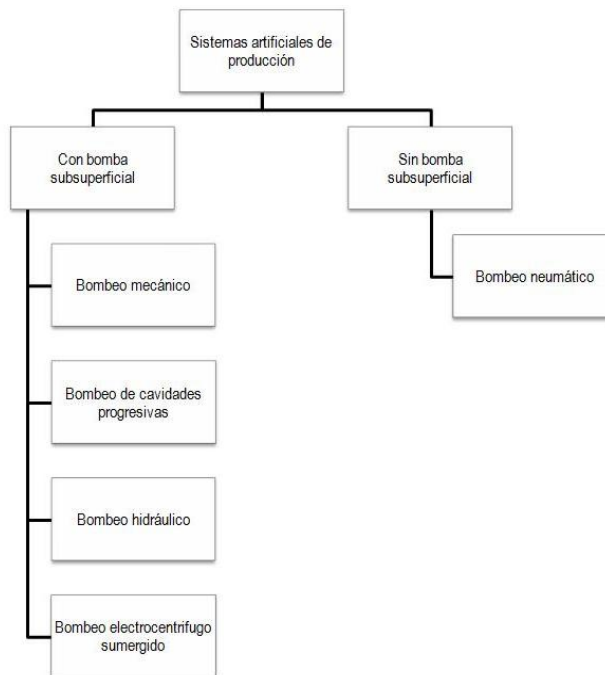 Sistemas artificiales de
producción
Con bomba
subsuperficial
Sin bomba
subsuperficial
Bombeo mecánico
Bombeo neumático
Bombeo de cavidades
progresivas
Bombeo hidráulico
Bombeo electrocentrifugo
sumergido